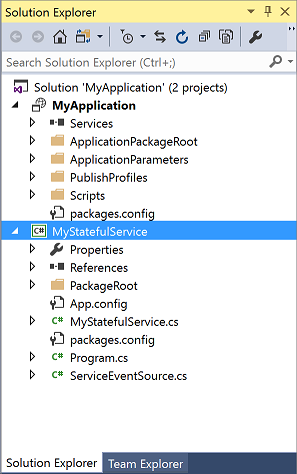 Solution Explorer
Search Solution Explorer (Ctrl+;)
Solution 'MyApplication' (2 projects)
MyApplication
Services
ApplicationPackageRoot
ApplicationParameters
PublishProfiles
Scripts
packages.config
C# MyStatefulService
Properties
References
PackageRoot
App.config
C# MyStatefulService.cs
packages.config
C# Program.cs
C# ServiceEventSource.cs
Solution Explorer Team Explorer